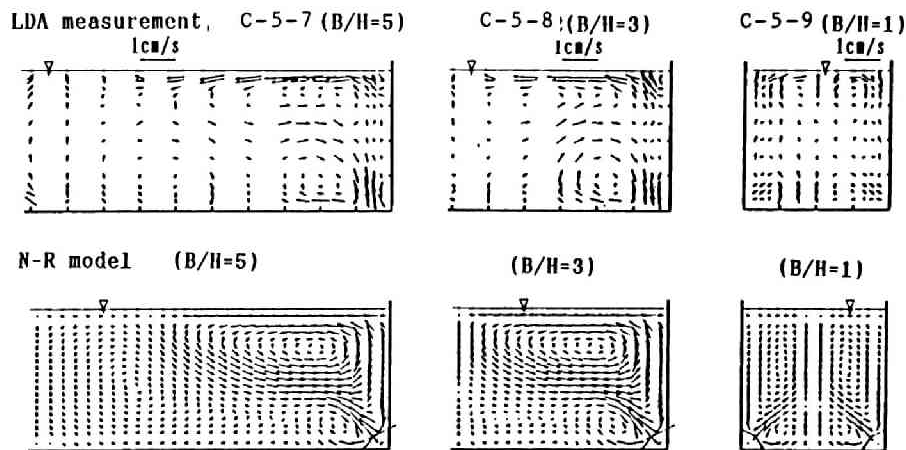 LDA measurement, C-5-7 (B/H=5) C-5-8 (B/H=3) C-5-9 (B/H=1)
1cm/s 1cm/s 1cm/s
N-R model (B/H=5) (B/H=3) (B/H=1)